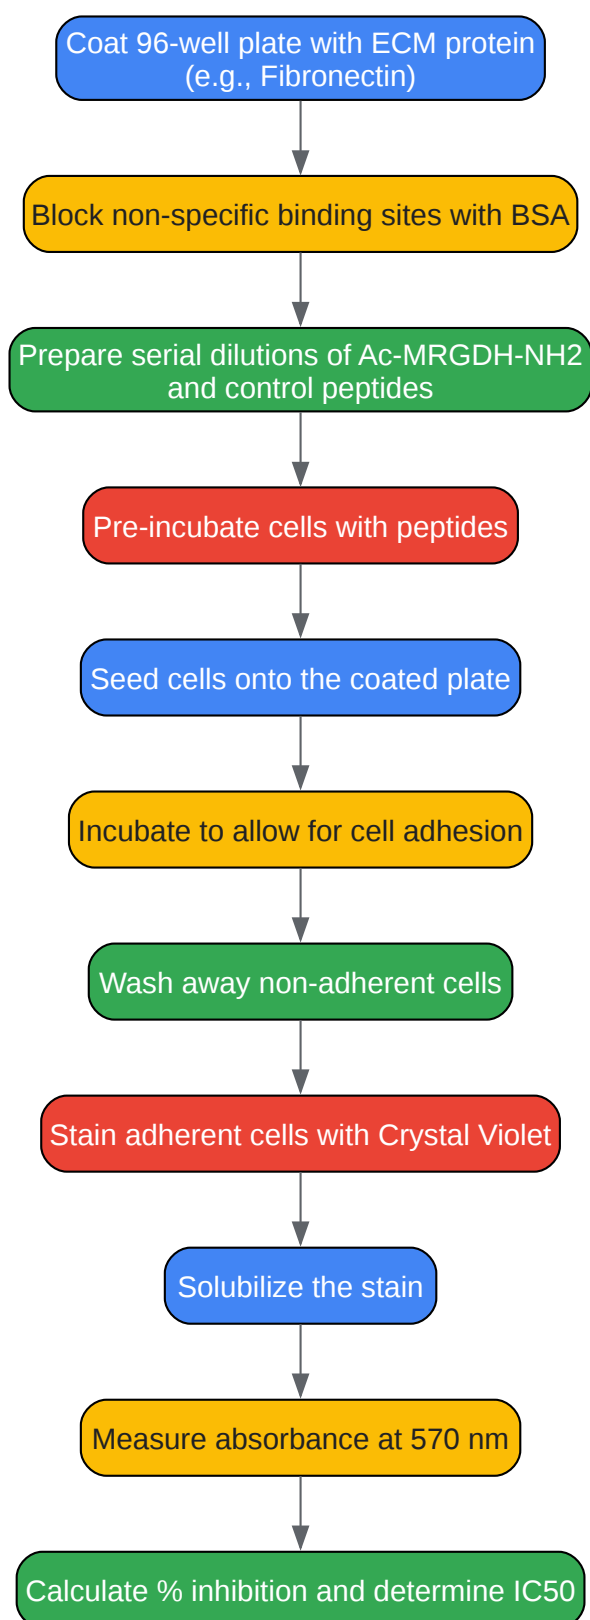 Coat 96-well plate with ECM protein
(e.g., Fibronectin)
Block non-specific binding sites with BSA
Prepare serial dilutions of Ac-MRGDH-NH2
and control peptides
Pre-incubate cells with peptides
Seed cells onto the coated plate
Incubate to allow for cell adhesion
Wash away non-adherent cells
Stain adherent cells with Crystal Violet
Solubilize the stain
Measure absorbance at 570 nm
Calculate % inhibition and determine IC50